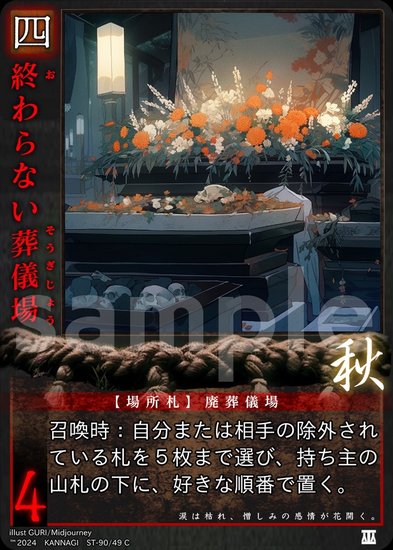 四
終わらない葬儀場
お
そうぎじょう
sample
秋
【場所札】廃葬儀場
召喚時：自分または相手の除外され
ている札を５枚まで選び、持ち主の
山札の下に、好きな順番で置く。
4
涙は枯れ、憎しみの感情が花開く。
illust GURI/Midjourney
™2024 KANNAGI ST-90/49 C